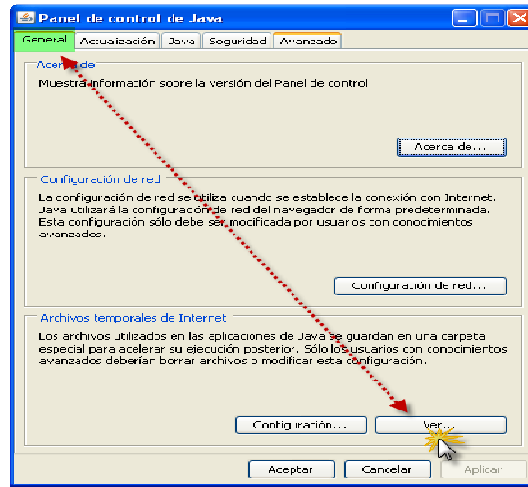 Panel de control de Java
General Actualización Java Seguridad Avanzado
Acerca de
Muestra información sobre la versión del Panel de control
Acerca de...
Configuración de red
La configuración de red se utiliza cuando se establece la conexión con Internet.
Java utilizará la configuración de red del navegador de forma predeterminada.
Esta configuración sólo debe ser modificada por usuarios con conocimientos
avanzados.
Configuración de red...
Archivos temporales de Internet
Los archivos utilizados en las aplicaciones de Java se guardan en una carpeta
especial para acelerar su ejecución posterior. Sólo los usuarios con conocimientos
avanzados deberían borrar archivos o modificar esta configuración.
Configuración... Ver...
Aceptar Cancelar Aplicar